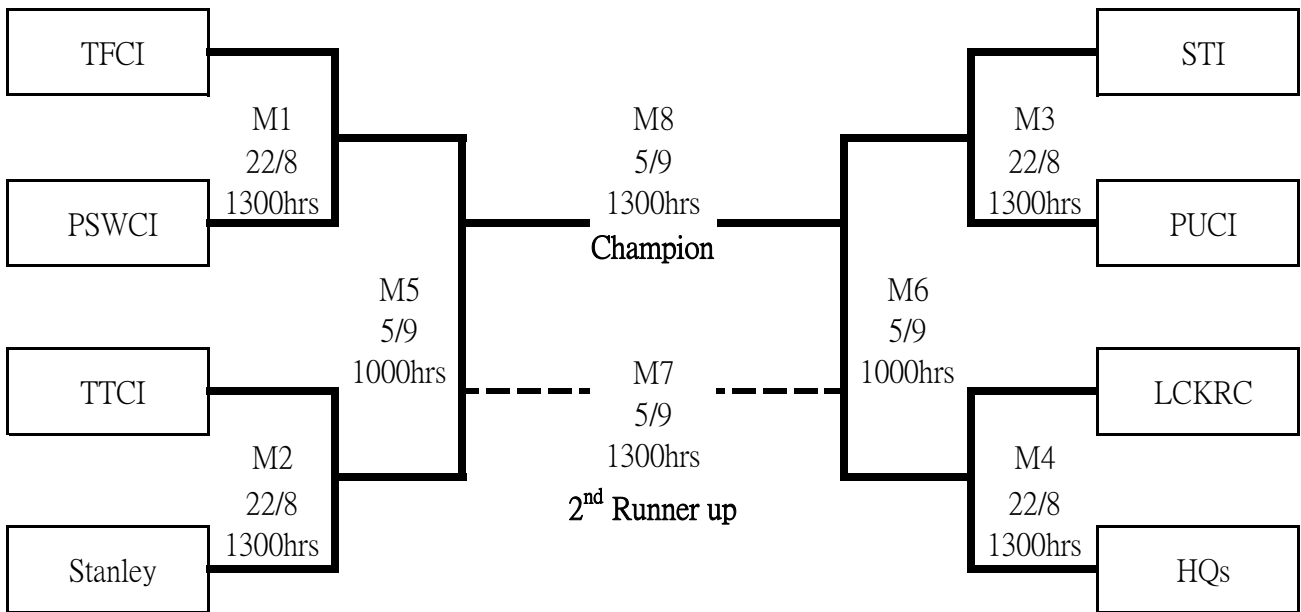 TFCI
M1
22/8
1300hrs
PSWCI
M5
5/9
1000hrs
TTCI
M2
22/8
1300hrs
Stanley
M8
5/9
1300hrs
Champion
M7
5/9
1300hrs
2nd Runner up
STI
M3
22/8
1300hrs
PUCI
M6
5/9
1000hrs
LCKRC
M4
22/8
1300hrs
HQs